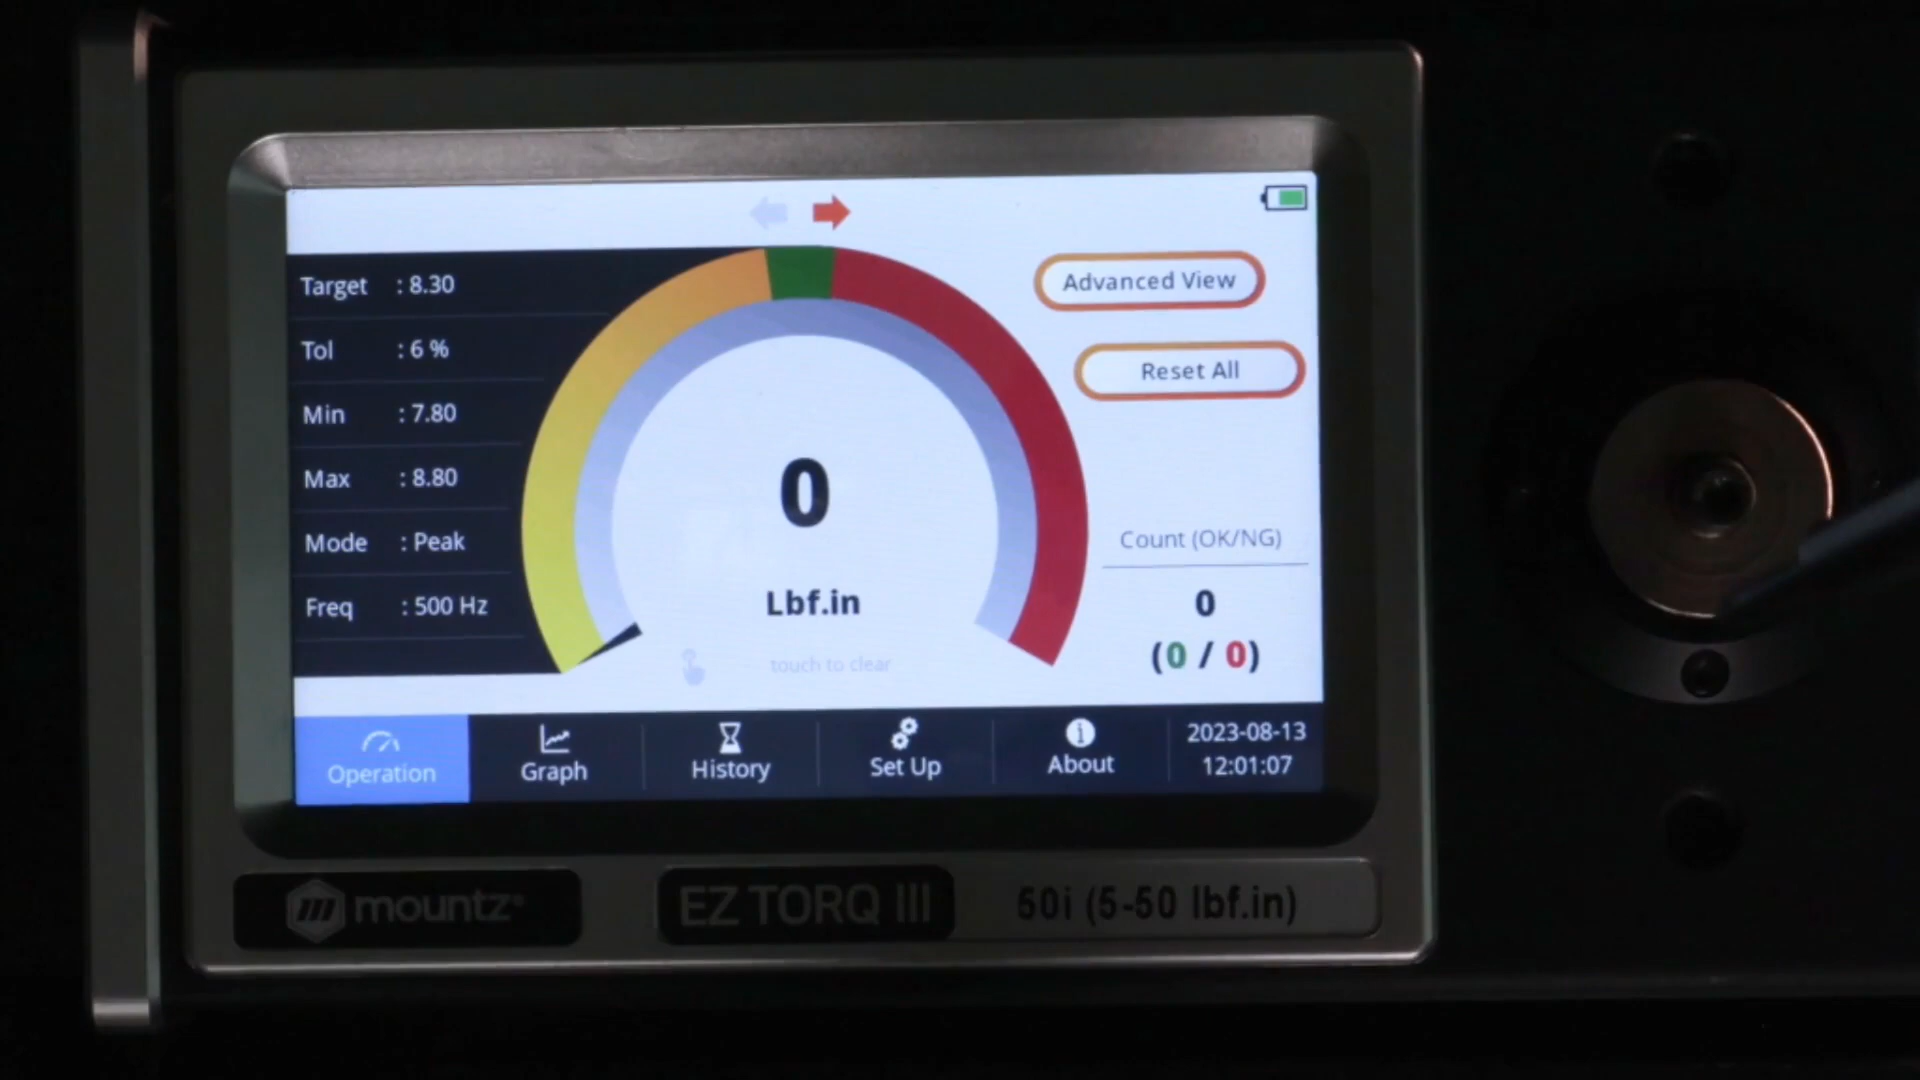 Target : 8.30
Tol : 6 %
Min : 7.80
Max : 8.80
Mode : Peak
Freq : 500 Hz
0
Lbf.in
touch to clear
Advanced View
Reset All
Count (OK/NG)
0
(0 / 0)
Operation
Graph
History
Set Up
About
2023-08-13
12:01:07
mountz®
EZ TORQ III
50i (5-50 lbf.in)